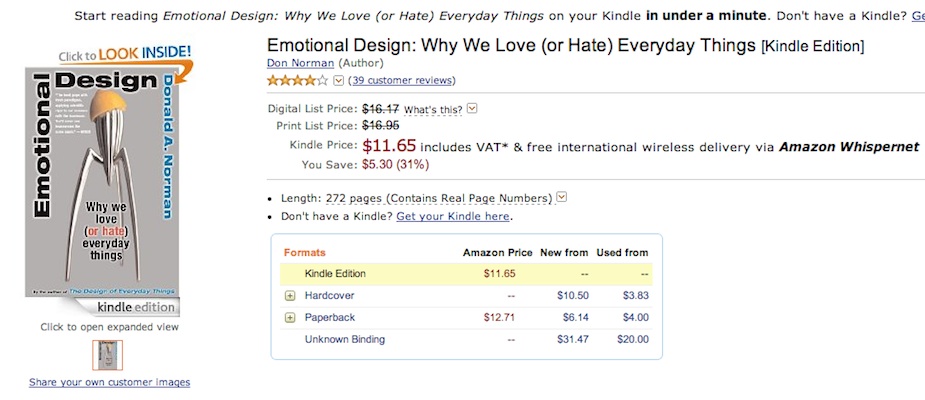 Start reading Emotional Design: Why We Love (or Hate) Everyday Things on your Kindle in under a minute. Don't have a Kindle? Ge
Click to LOOK INSIDE!
Emotional Design
Donald A. Norman
Why we
love
(or hate)
everyday
things
By the author of The Design of Everyday Things
kindle edition
Click to open expanded view
Share your own customer images
Emotional Design: Why We Love (or Hate) Everyday Things [Kindle Edition]
Don Norman (Author)
(39 customer reviews)
Digital List Price: $16.17 What's this?
Print List Price: $16.95
Kindle Price: $11.65 includes VAT* & free international wireless delivery via Amazon Whispernet
You Save: $5.30 (31%)
• Length: 272 pages (Contains Real Page Numbers)
• Don't have a Kindle? Get your Kindle here.
Formats Amazon Price New from Used from
Kindle Edition $11.65 -- --
Hardcover -- $10.50 $3.83
Paperback $12.71 $6.14 $4.00
Unknown Binding -- $31.47 $20.00